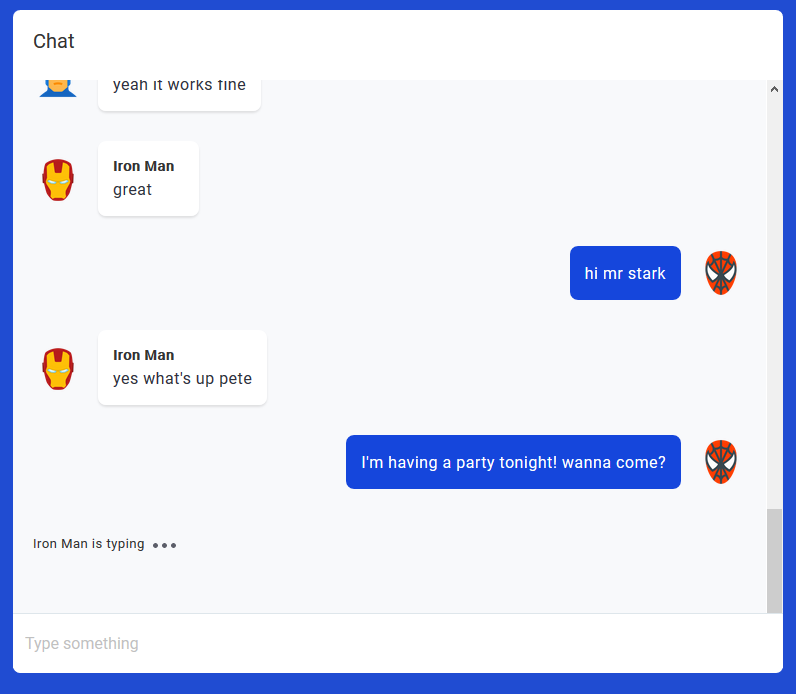 Chat
yeah it works fine
Iron Man
great
hi mr stark
Iron Man
yes what's up pete
I'm having a party tonight! wanna come?
Iron Man is typing
Type something